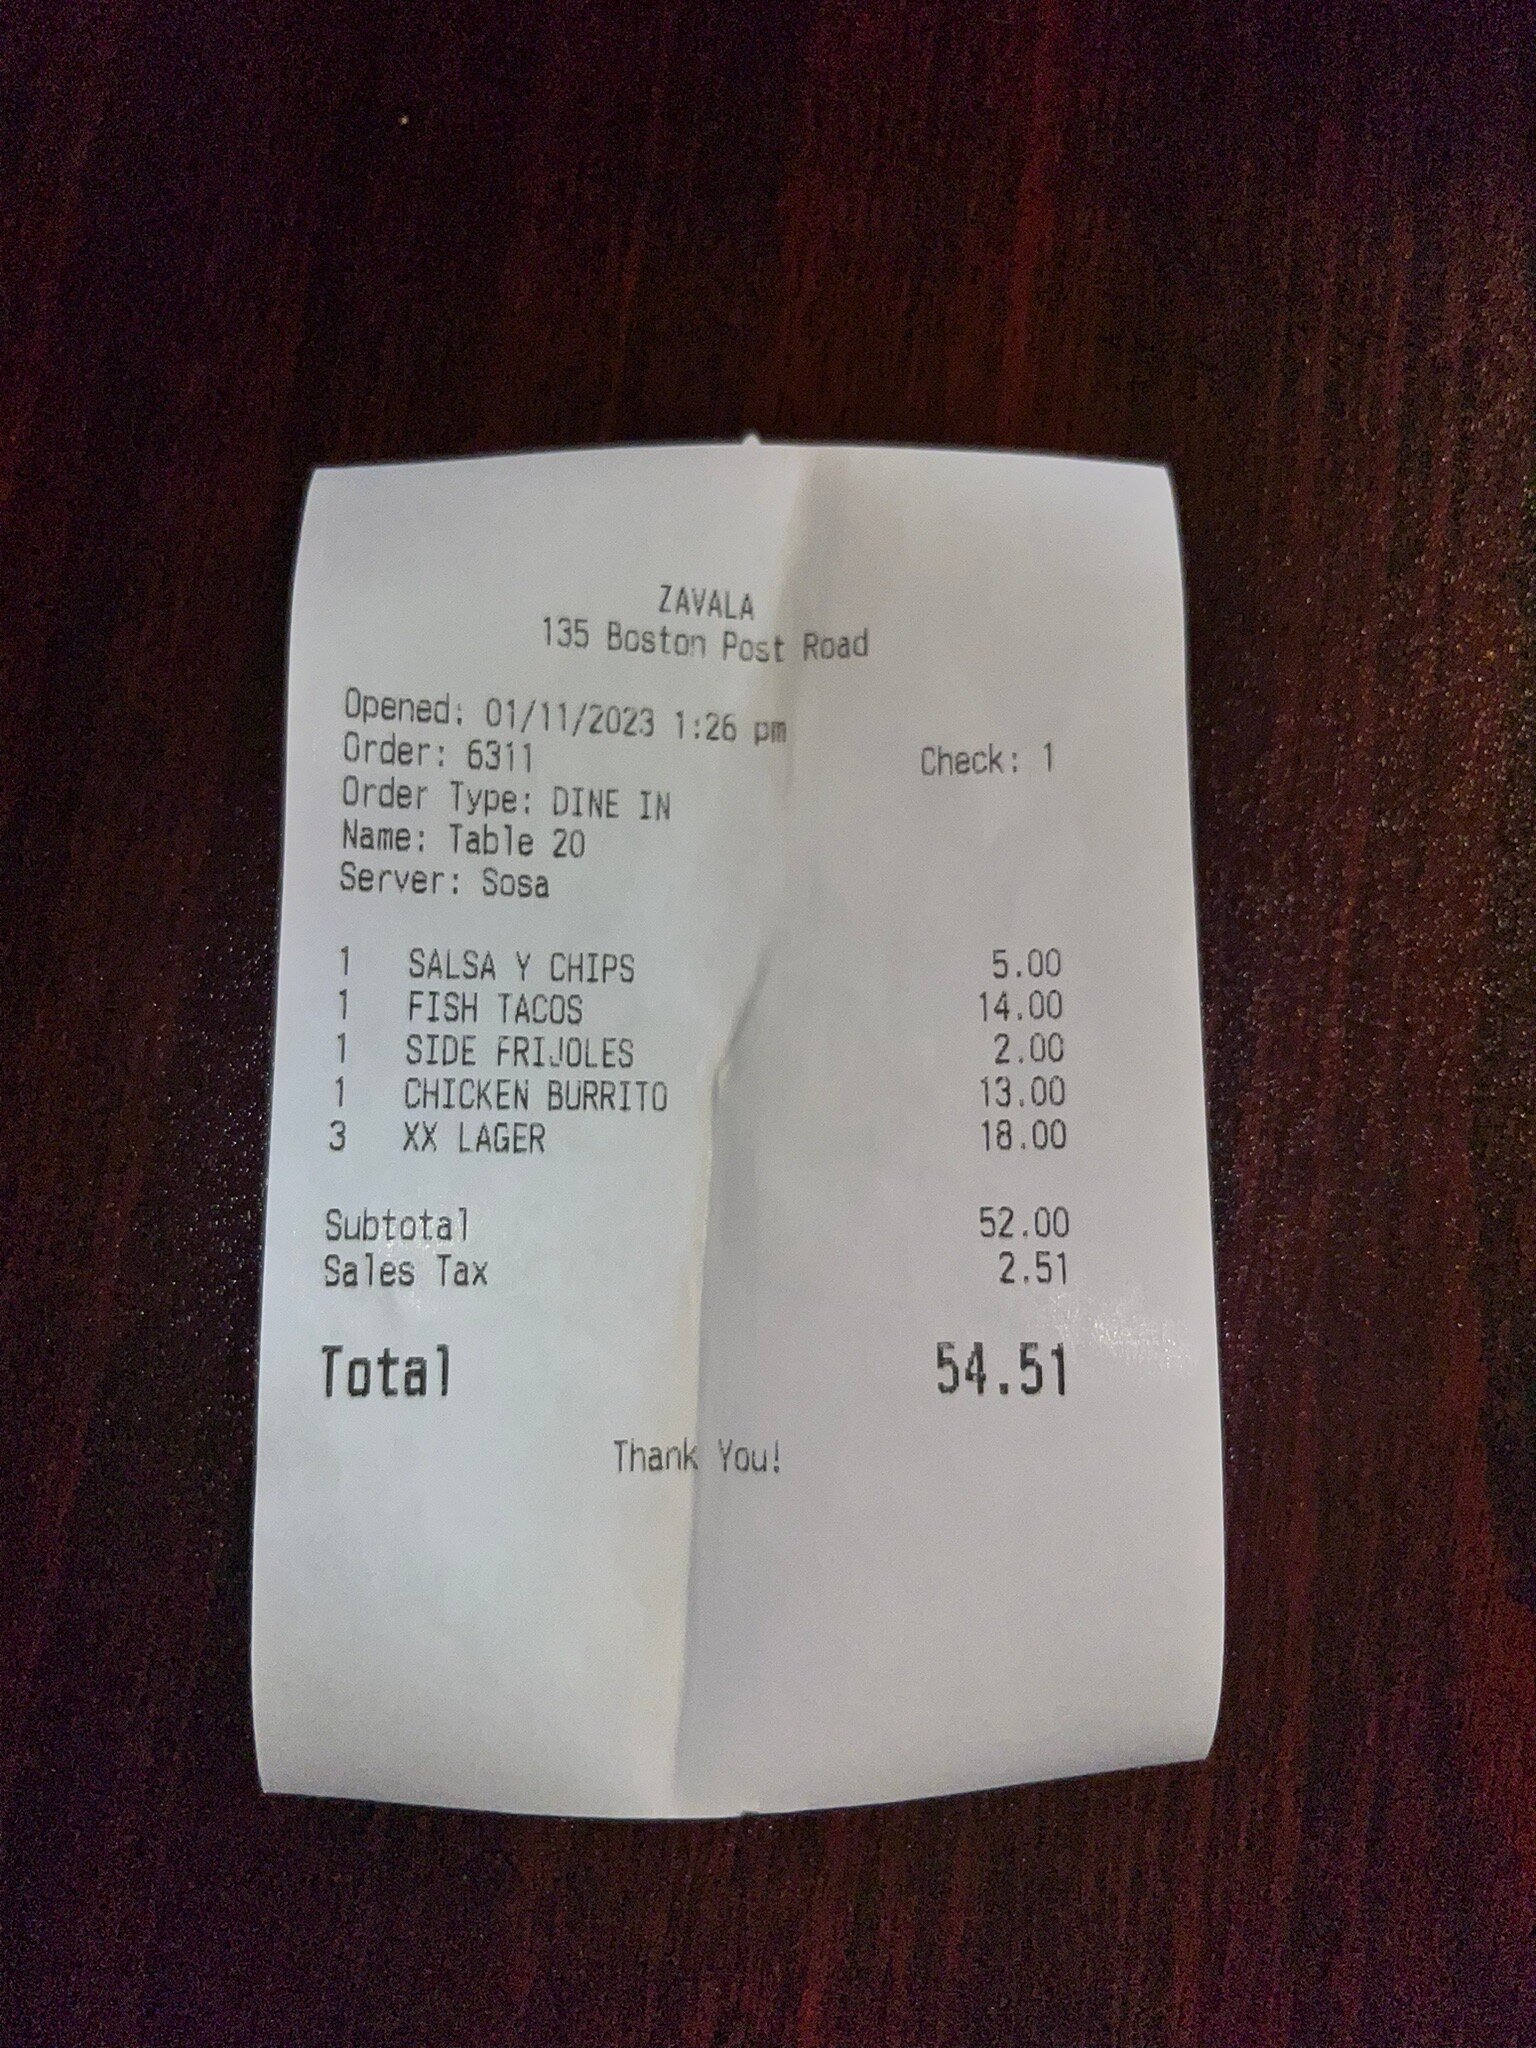 ZAVALA
135 Boston Post Road
Opened: 01/11/2023 1:26 pm
Order: 6311 Check: 1
Order Type: DINE IN
Name: Table 20
Server: Sosa
1 SALSA Y CHIPS 5.00
1 FISH TACOS 14.00
1 SIDE FRIJOLES 2.00
1 CHICKEN BURRITO 13.00
3 XX LAGER 18.00
Subtotal 52.00
Sales Tax 2.51
Total 54.51
Thank You!